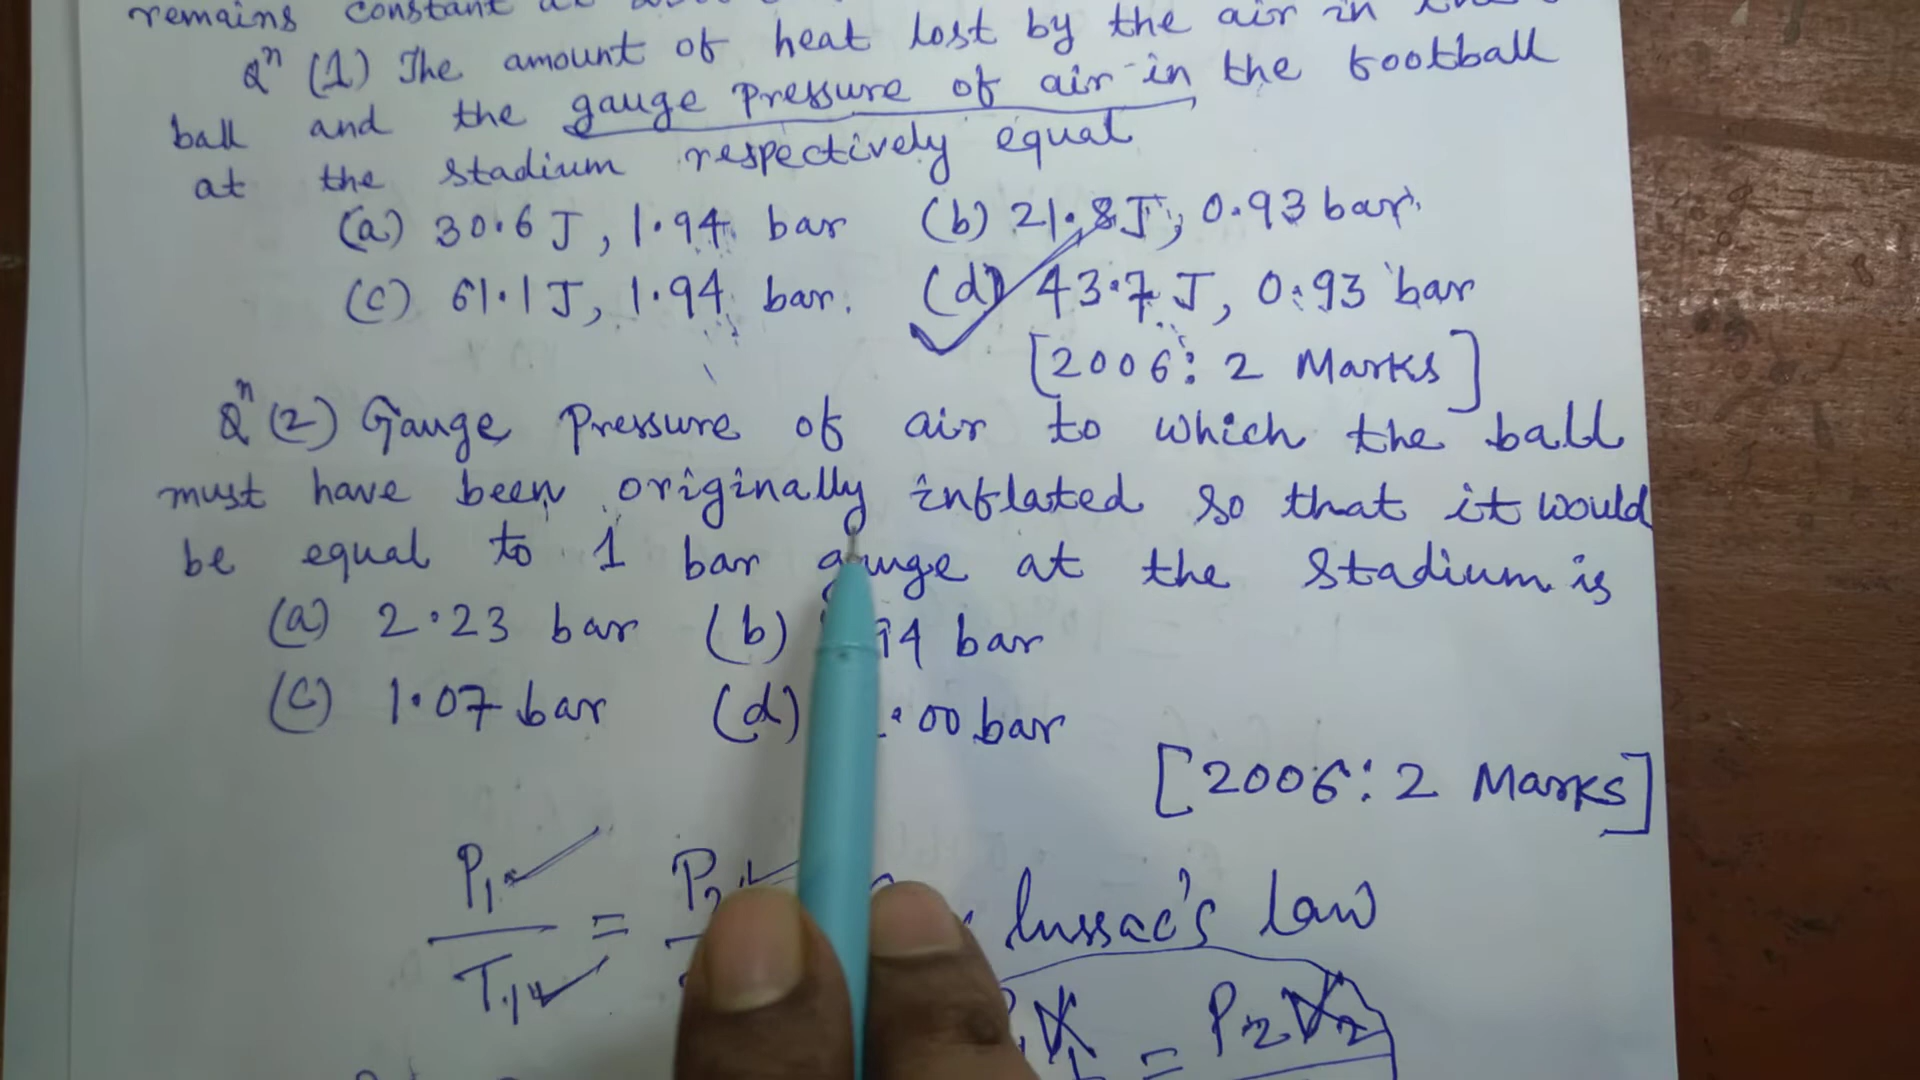 remains constant at
Qⁿ (1) The amount of heat lost by the air in the
ball and the gauge pressure of air in the football
at the stadium respectively equal
(a) 30.6 J, 1.94 bar (b) 21.8 J, 0.93 bar
(c) 61.1 J, 1.94 bar. (d) 43.7 J, 0.93 bar
[2006: 2 Marks]
Qⁿ (2) Gauge pressure of air to which the ball
must have been originally inflated so that it would
be equal to 1 bar gauge at the stadium is
(a) 2.23 bar (b) 94 bar
(c) 1.07 bar (d) .00 bar
[2006: 2 Marks]
P₁ / T₁ = P₂ lussac's law
= P₂V₂